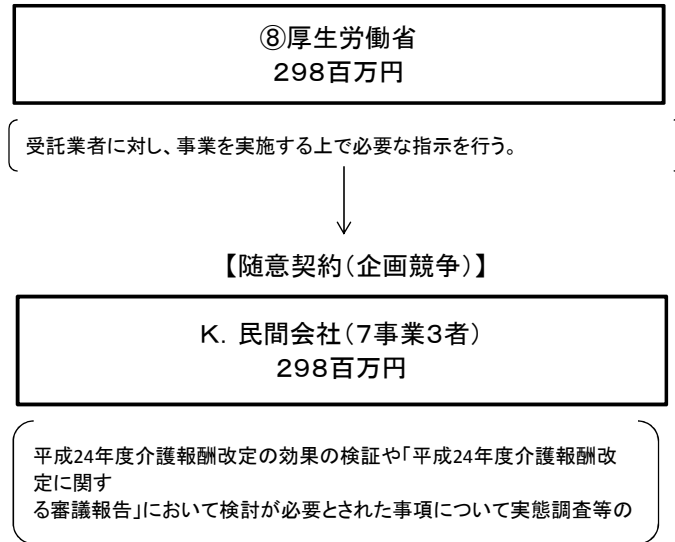 ⑧厚生労働省
298百万円
受託業者に対し、事業を実施する上で必要な指示を行う。
【随意契約(企画競争)】
K．民間会社(7事業3者)
298百万円
平成24年度介護報酬改定の効果の検証や「平成24年度介護報酬改
定に関す
る審議報告」において検討が必要とされた事項について実態調査等の